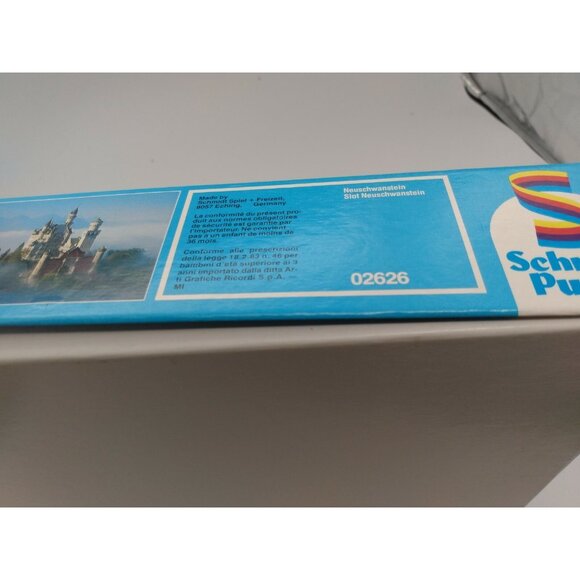 Made by
Schmidt Spiel + Freizeit,
8057 Eching, Germany
La conformité du présent pro-
duit aux normes obligatoires
de sécurité est garantie par
l'importateur. Ne convient
pas à un enfant de moins de
36 mois.
Conforme alle prescrizioni
della legge 18.2.83 n. 46 per
bambini d'età superiore ai 3
anni importato dalla ditta Ar-
ti Grafiche Ricordi S.p.A. —
MI
Neuschwanstein
Slot Neuschwanstein
02626
S
Schm
Pu